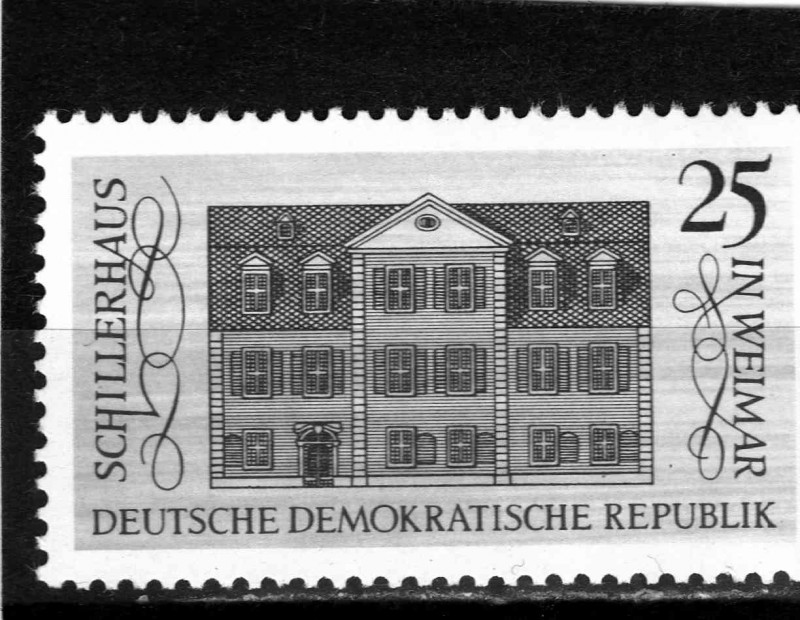 SCHILLERHAUS
25
IN WEIMAR
DEUTSCHE DEMOKRATISCHE REPUBLIK